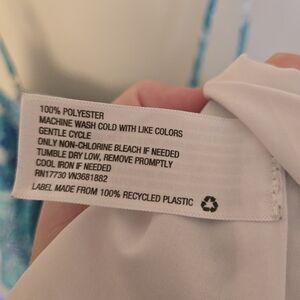 100% POLYESTER
MACHINE WASH COLD WITH LIKE COLORS
GENTLE CYCLE
ONLY NON-CHLORINE BLEACH IF NEEDED
TUMBLE DRY LOW, REMOVE PROMPTLY
COOL IRON IF NEEDED
RN17730 VN3681882
LABEL MADE FROM 100% RECYCLED PLASTIC